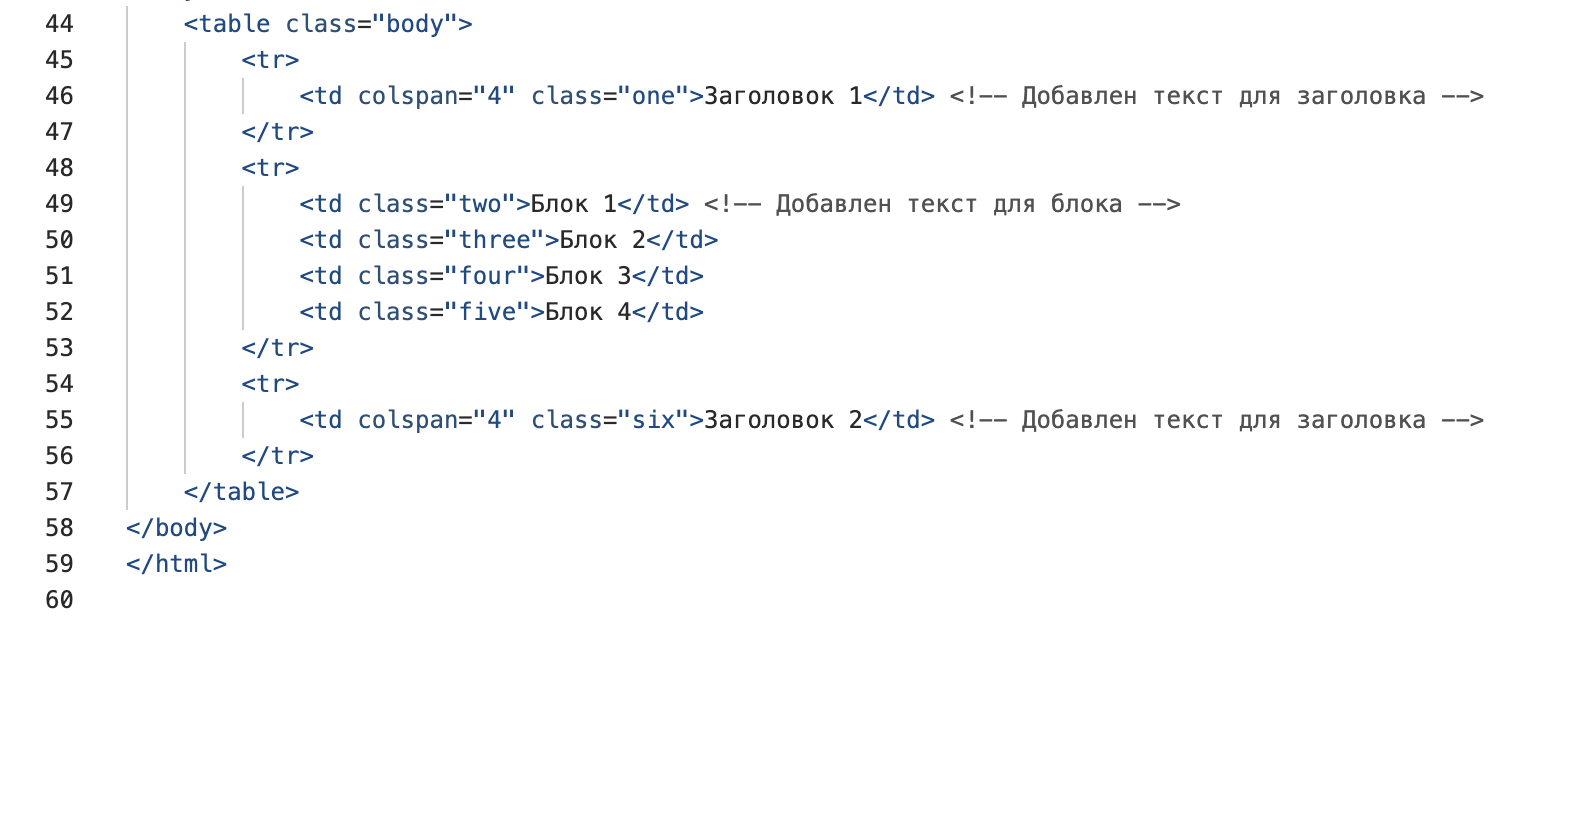 44 <table class="body">
45 <tr>
46 <td colspan="4" class="one">Заголовок 1</td> <!-- Добавлен текст для заголовка -->
47 </tr>
48 <tr>
49 <td class="two">Блок 1</td> <!-- Добавлен текст для блока -->
50 <td class="three">Блок 2</td>
51 <td class="four">Блок 3</td>
52 <td class="five">Блок 4</td>
53 </tr>
54 <tr>
55 <td colspan="4" class="six">Заголовок 2</td> <!-- Добавлен текст для заголовка -->
56 </tr>
57 </table>
58 </body>
59 </html>
60